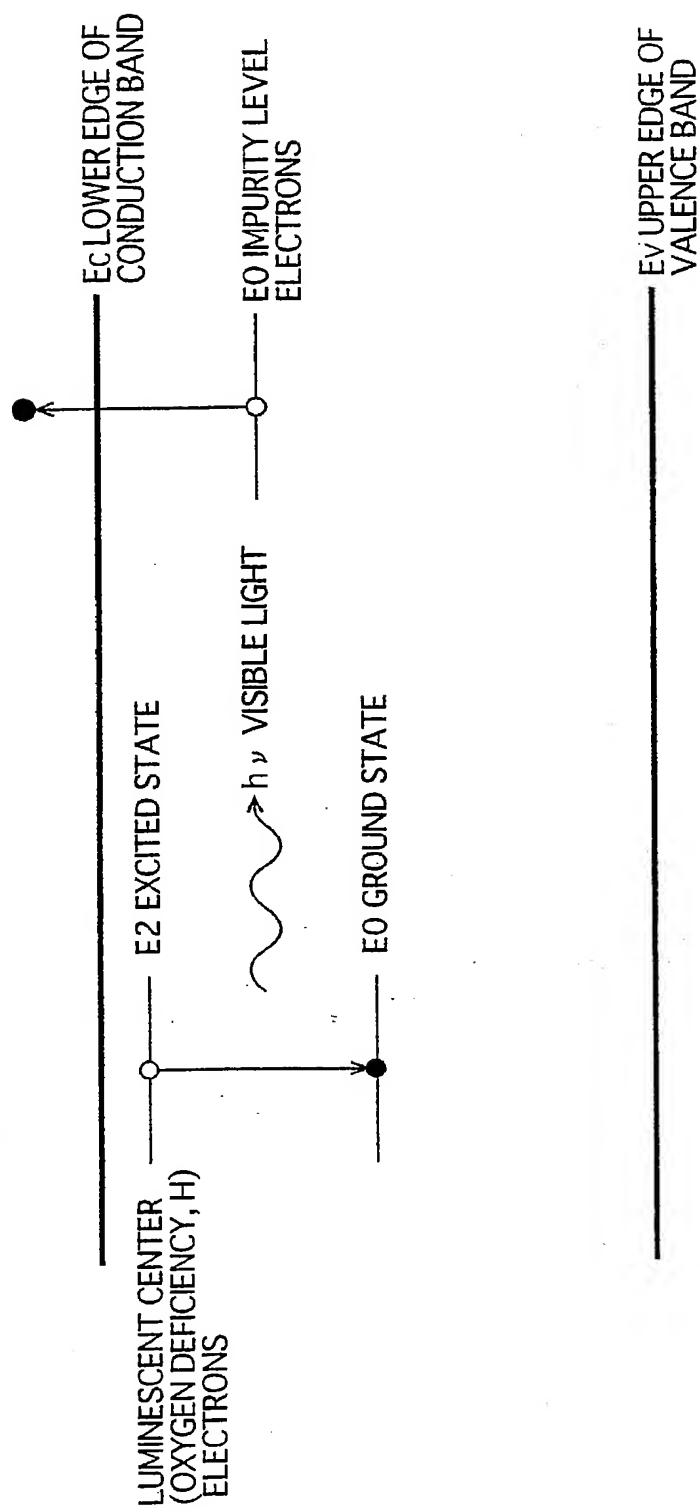 LUMINESCENT CENTER
(OXYGEN DEFICIENCY, H)
ELECTRONS
E2 EXCITED STATE
hν VISIBLE LIGHT
E0 GROUND STATE
Ec LOWER EDGE OF
CONDUCTION BAND
E0 IMPURITY LEVEL
ELECTRONS
Ev UPPER EDGE OF
VALENCE BAND